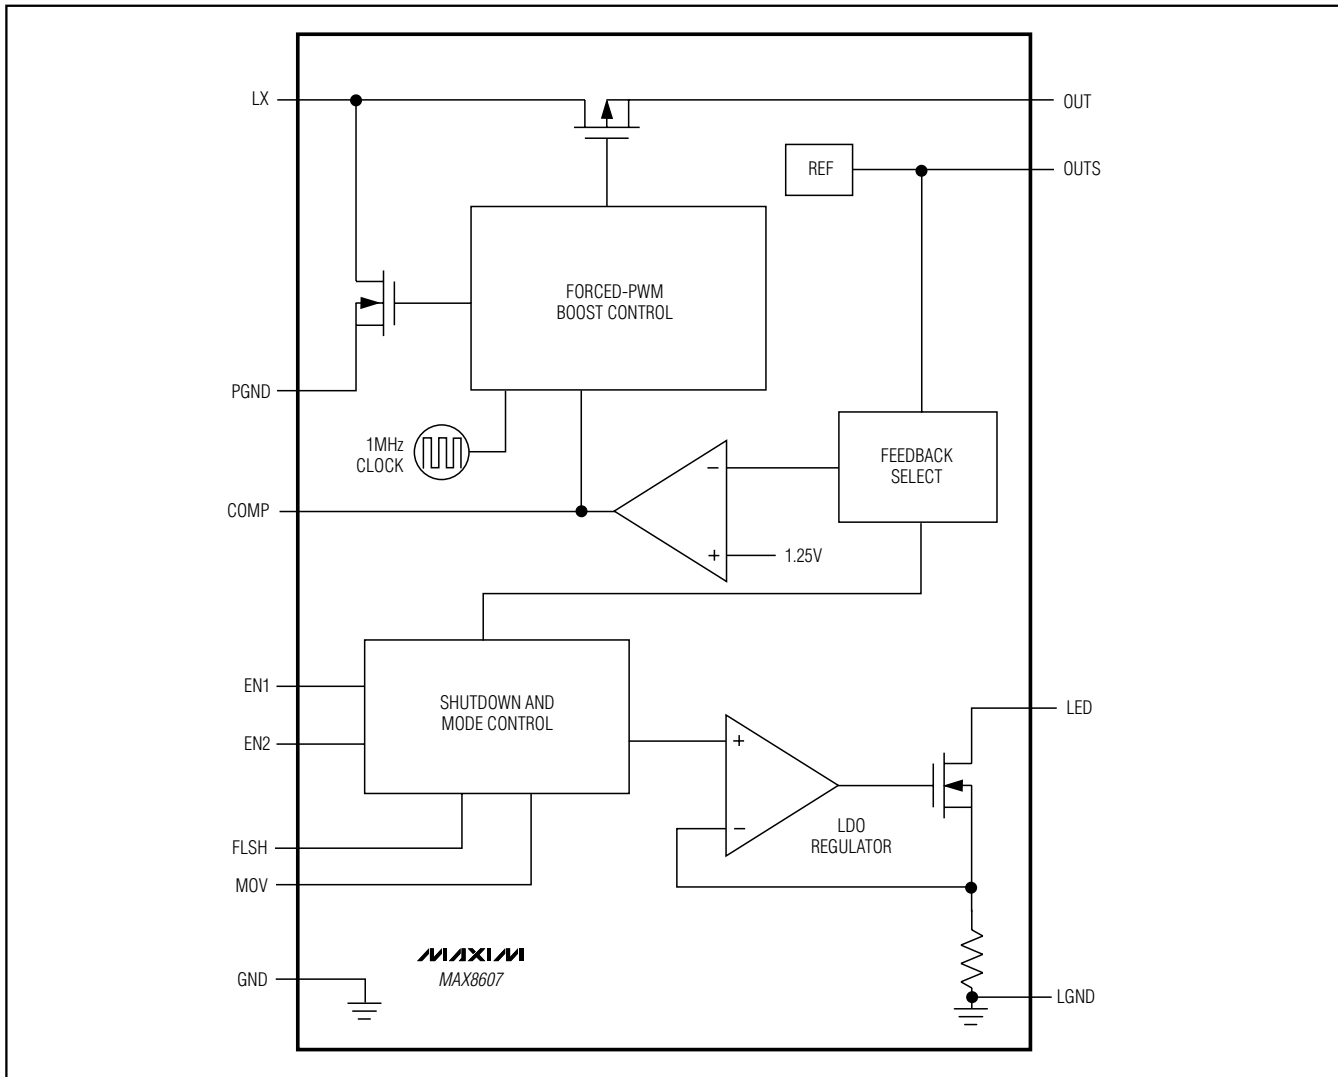 LX
OUT
REF
OUTS
FORCED-PWM
BOOST CONTROL
PGND
1MHz
CLOCK
FEEDBACK
SELECT
−
COMP
+
1.25V
EN1
SHUTDOWN AND
MODE CONTROL
LED
EN2
+
−
LDO
REGULATOR
FLSH
MOV
MAXIM
MAX8607
GND
LGND